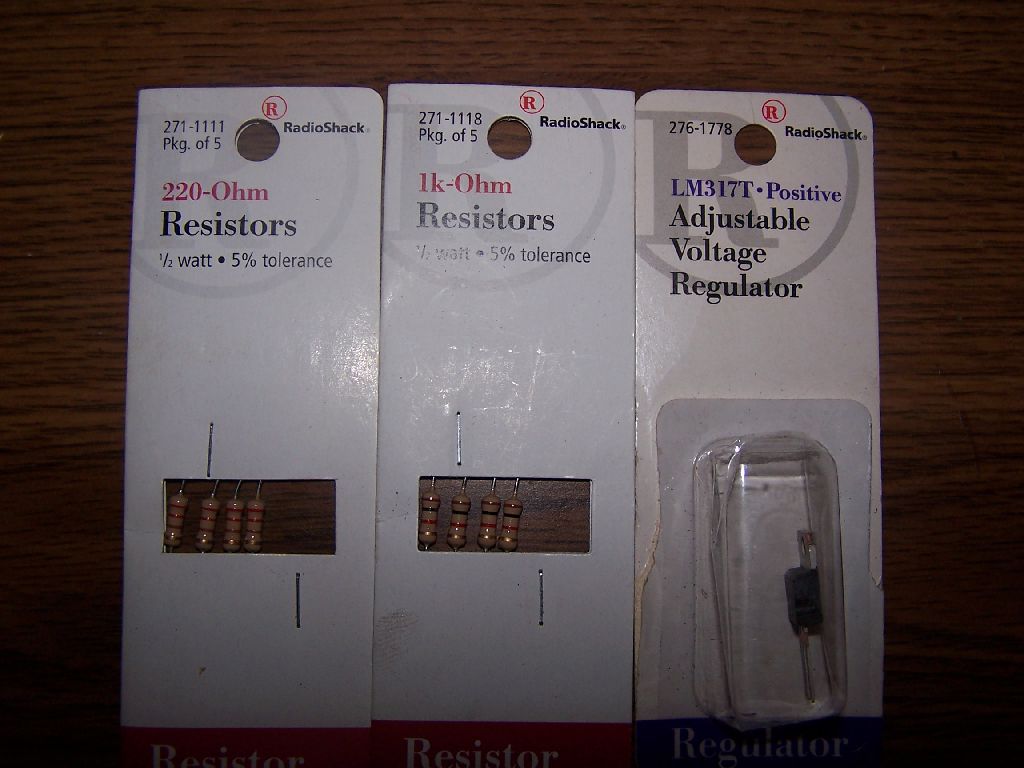 271-1111
Pkg. of 5
R
RadioShack®
220-Ohm
Resistors
½ watt • 5% tolerance
Resistor
271-1118
Pkg. of 5
R
RadioShack®
1k-Ohm
Resistors
½ watt • 5% tolerance
Resistor
276-1778
R
RadioShack®
LM317T • Positive
Adjustable
Voltage
Regulator
Regulator